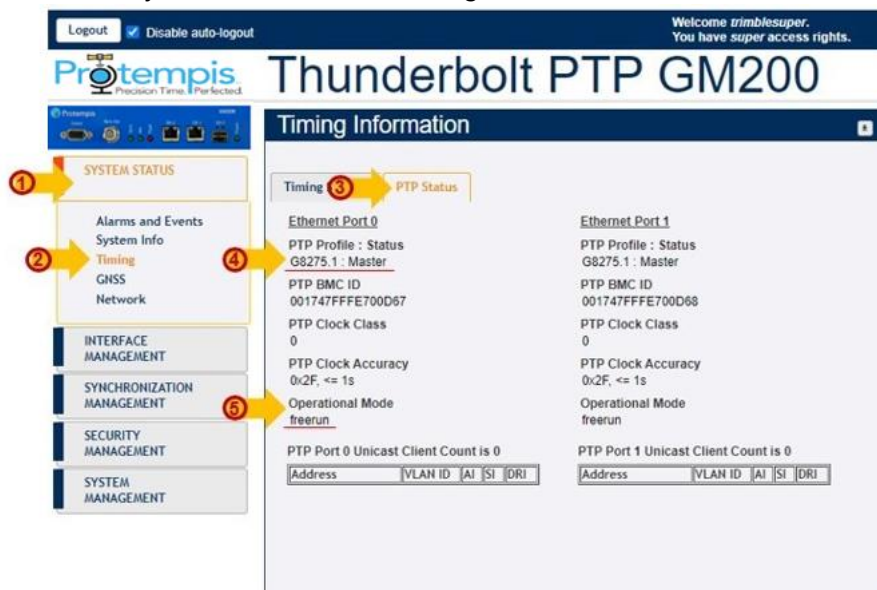 Logout Disable auto-logout
Welcome trimblesuper.
You have super access rights.
Protempis
Precision Time. Perfected.
Thunderbolt PTP GM200
Protempis
Timing Information
1
SYSTEM STATUS
Timing
3
PTP Status
Alarms and Events
System Info
2
Timing
GNSS
Network
INTERFACE
MANAGEMENT
SYNCHRONIZATION
MANAGEMENT
SECURITY
MANAGEMENT
SYSTEM
MANAGEMENT
Ethernet Port 0
PTP Profile : Status
4
G8275.1 : Master
PTP BMC ID
001747FFFE700D67
PTP Clock Class
0
PTP Clock Accuracy
0x2F, <= 1s
Operational Mode
5
freerun
PTP Port 0 Unicast Client Count is 0
Address VLAN ID AI SI DRI
Ethernet Port 1
PTP Profile : Status
G8275.1 : Master
PTP BMC ID
001747FFFE700D68
PTP Clock Class
0
PTP Clock Accuracy
0x2F, <= 1s
Operational Mode
freerun
PTP Port 1 Unicast Client Count is 0
Address VLAN ID AI SI DRI